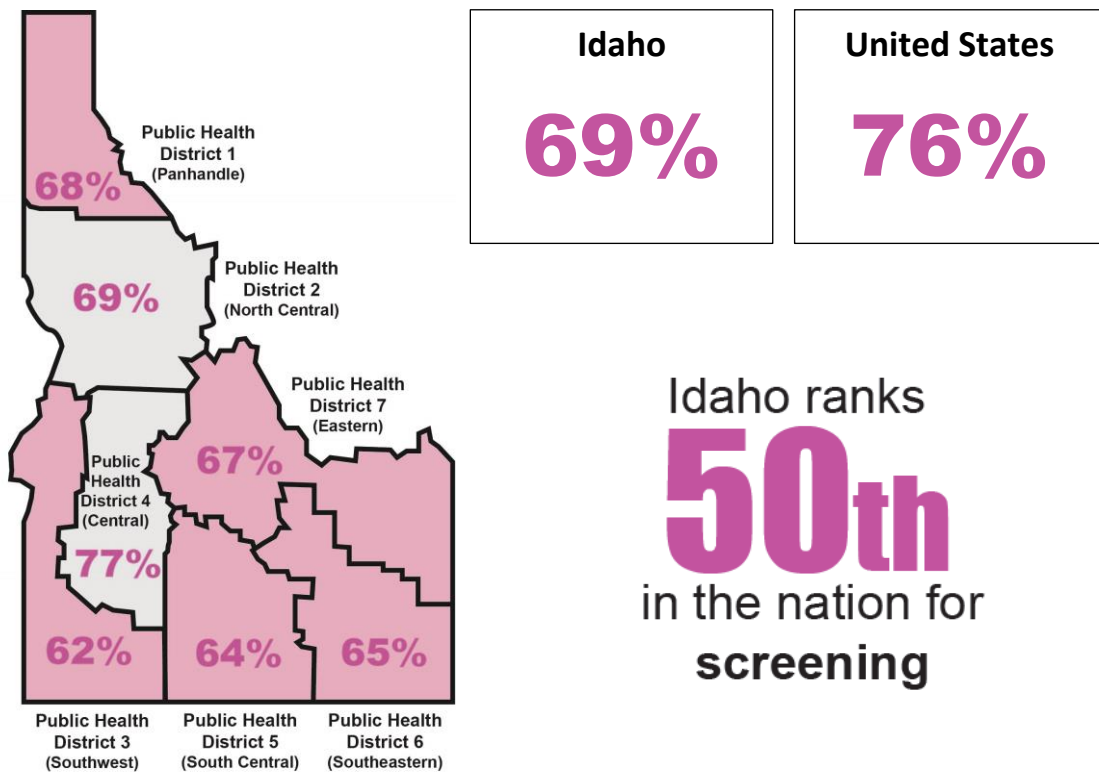 Idaho
69%
United States
76%
Public Health
District 1
(Panhandle)
68%
Public Health
District 2
(North Central)
69%
Public Health
District 7
(Eastern)
67%
Public
Health
District 4
(Central)
77%
62%
64%
65%
Public Health
District 3
(Southwest)
Public Health
District 5
(South Central)
Public Health
District 6
(Southeastern)
Idaho ranks
50th
in the nation for
screening